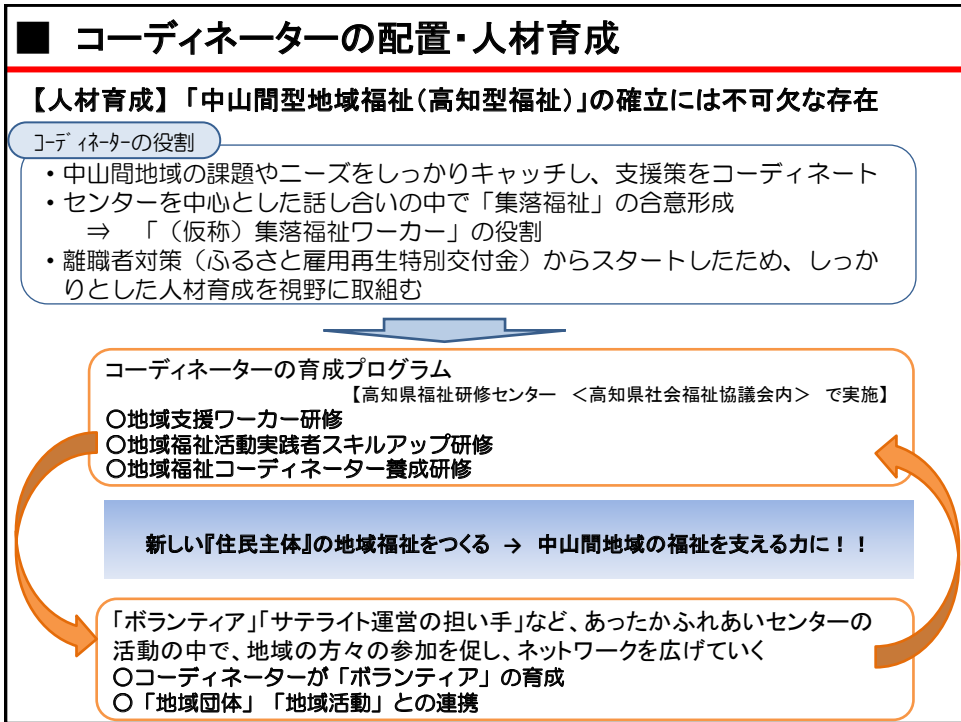 ■ コーディネーターの配置・人材育成
【人材育成】「中山間型地域福祉（高知型福祉）」の確立には不可欠な存在
ｺｰﾃﾞｨﾈｰﾀｰの役割
・中山間地域の課題やニーズをしっかりキャッチし、支援策をコーディネート
・センターを中心とした話し合いの中で「集落福祉」の合意形成
⇒ 「（仮称）集落福祉ワーカー」の役割
・離職者対策（ふるさと雇用再生特別交付金）からスタートしたため、しっか
りとした人材育成を視野に取組む
コーディネーターの育成プログラム
【高知県福祉研修センター ＜高知県社会福祉協議会内＞ で実施】
○地域支援ワーカー研修
○地域福祉活動実践者スキルアップ研修
○地域福祉コーディネーター養成研修
新しい『住民主体』の地域福祉をつくる → 中山間地域の福祉を支える力に！！
「ボランティア」「サテライト運営の担い手」など、あったかふれあいセンターの
活動の中で、地域の方々の参加を促し、ネットワークを広げていく
○コーディネーターが「ボランティア」の育成
○「地域団体」「地域活動」との連携